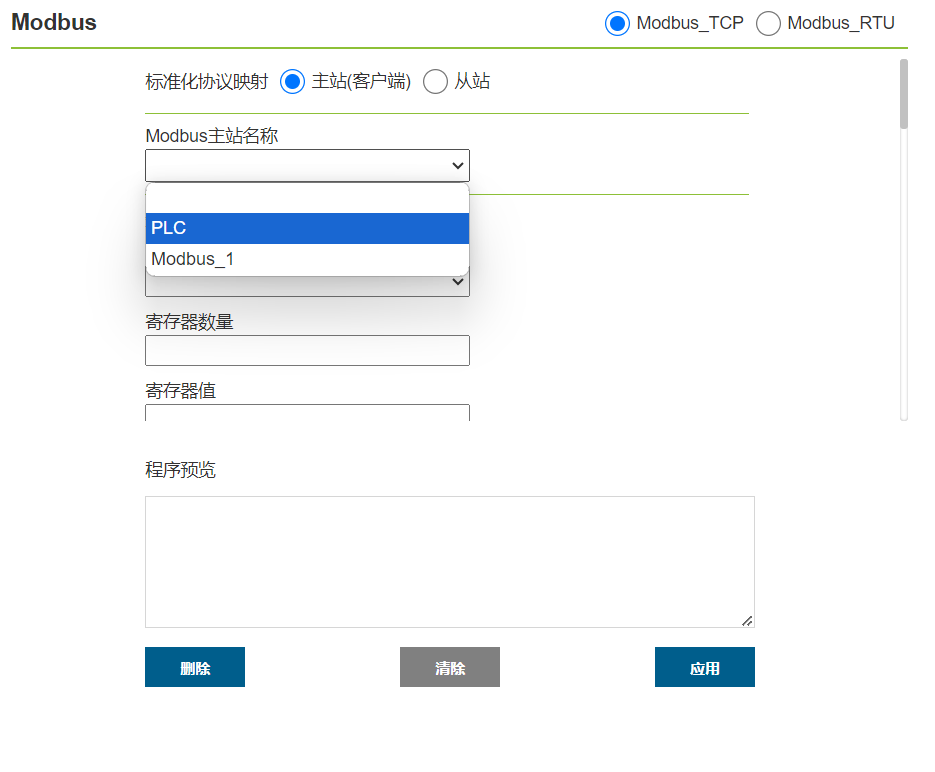 Modbus
Modbus_TCP
Modbus_RTU
标准化协议映射
主站(客户端)
从站
Modbus主站名称
PLC
Modbus_1
寄存器数量
寄存器值
程序预览
删除
清除
应用